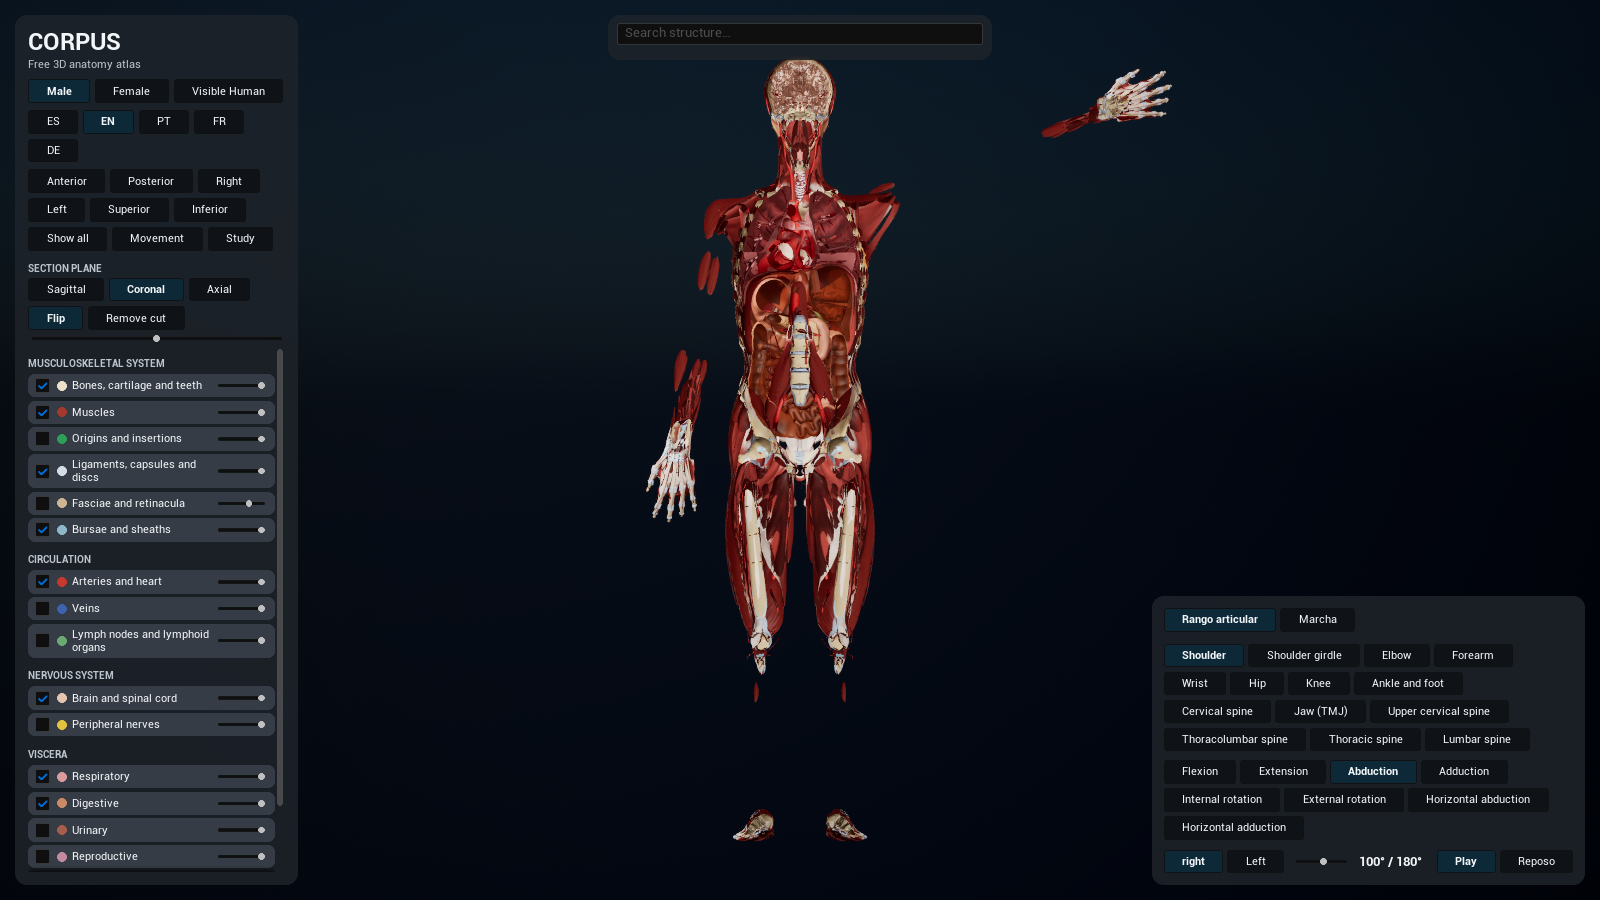 CORPUS
Free 3D anatomy atlas
Male Female Visible Human
ES EN PT FR
DE
Anterior Posterior Right
Left Superior Inferior
Show all Movement Study
SECTION PLANE
Sagittal Coronal Axial
Flip Remove cut
MUSCULOSKELETAL SYSTEM
Bones, cartilage and teeth
Muscles
Origins and insertions
Ligaments, capsules and
discs
Fasciae and retinacula
Bursae and sheaths
CIRCULATION
Arteries and heart
Veins
Lymph nodes and lymphoid
organs
NERVOUS SYSTEM
Brain and spinal cord
Peripheral nerves
VISCERA
Respiratory
Digestive
Urinary
Reproductive
Search structure...
Rango articular Marcha
Shoulder Shoulder girdle Elbow Forearm
Wrist Hip Knee Ankle and foot
Cervical spine Jaw (TMJ) Upper cervical spine
Thoracolumbar spine Thoracic spine Lumbar spine
Flexion Extension Abduction Adduction
Internal rotation External rotation Horizontal abduction
Horizontal adduction
right Left 100° / 180° Play Reposo